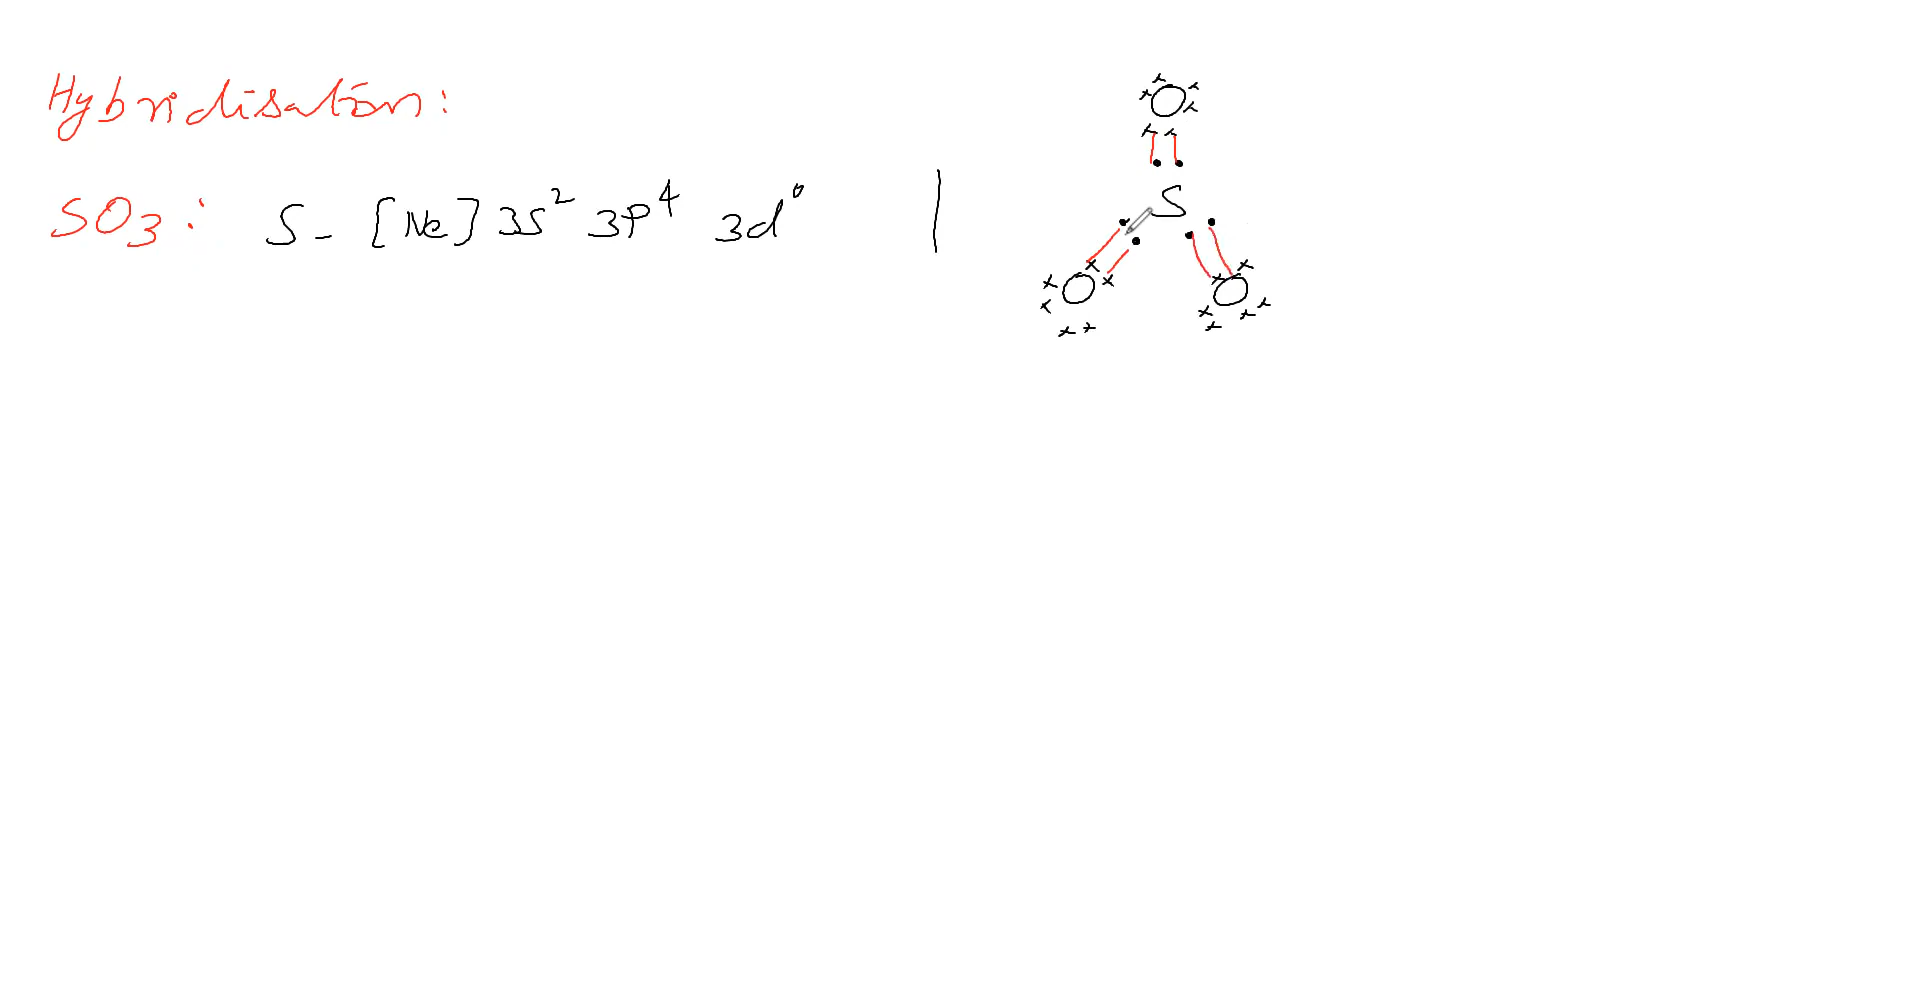 Hybridisation:
SO3: S - [Ne] 3s² 3p⁴ 3d⁰
O
S
O O